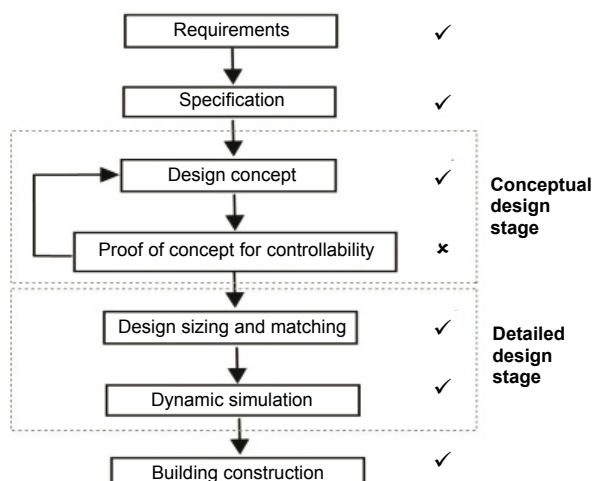 Requirements ✓
Specification ✓
Design concept ✓
Conceptual
design
stage
Proof of concept for controllability ✗
Design sizing and matching ✓
Detailed
design
stage
Dynamic simulation ✓
Building construction ✓